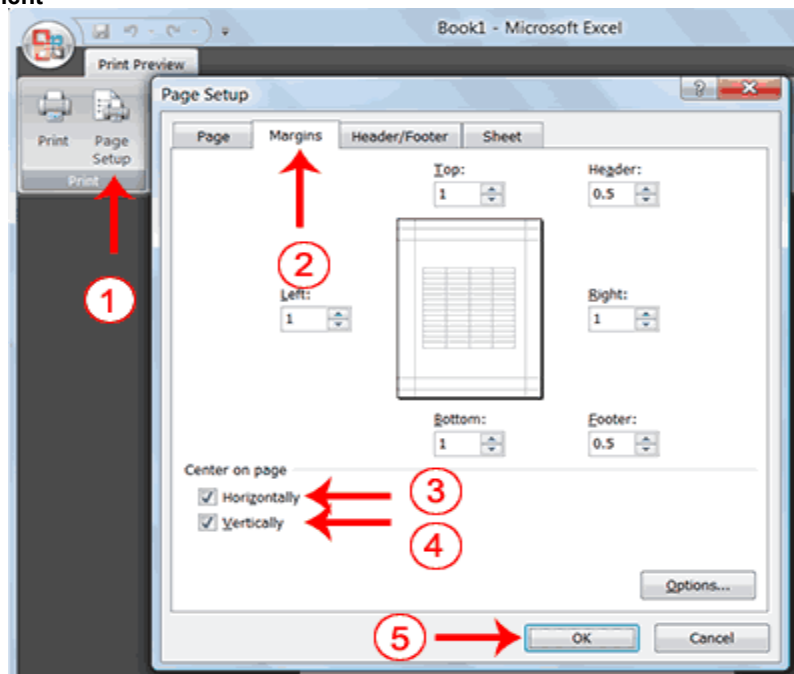 Book1 - Microsoft Excel
Print Preview
Page Setup
Print
Page
Setup
Print
Page Margins Header/Footer Sheet
Top: Header:
1 0.5
1
2
Left: Right:
1 1
Bottom: Footer:
1 0.5
Center on page
Horizontally
3
Vertically
4
Options...
5
OK Cancel